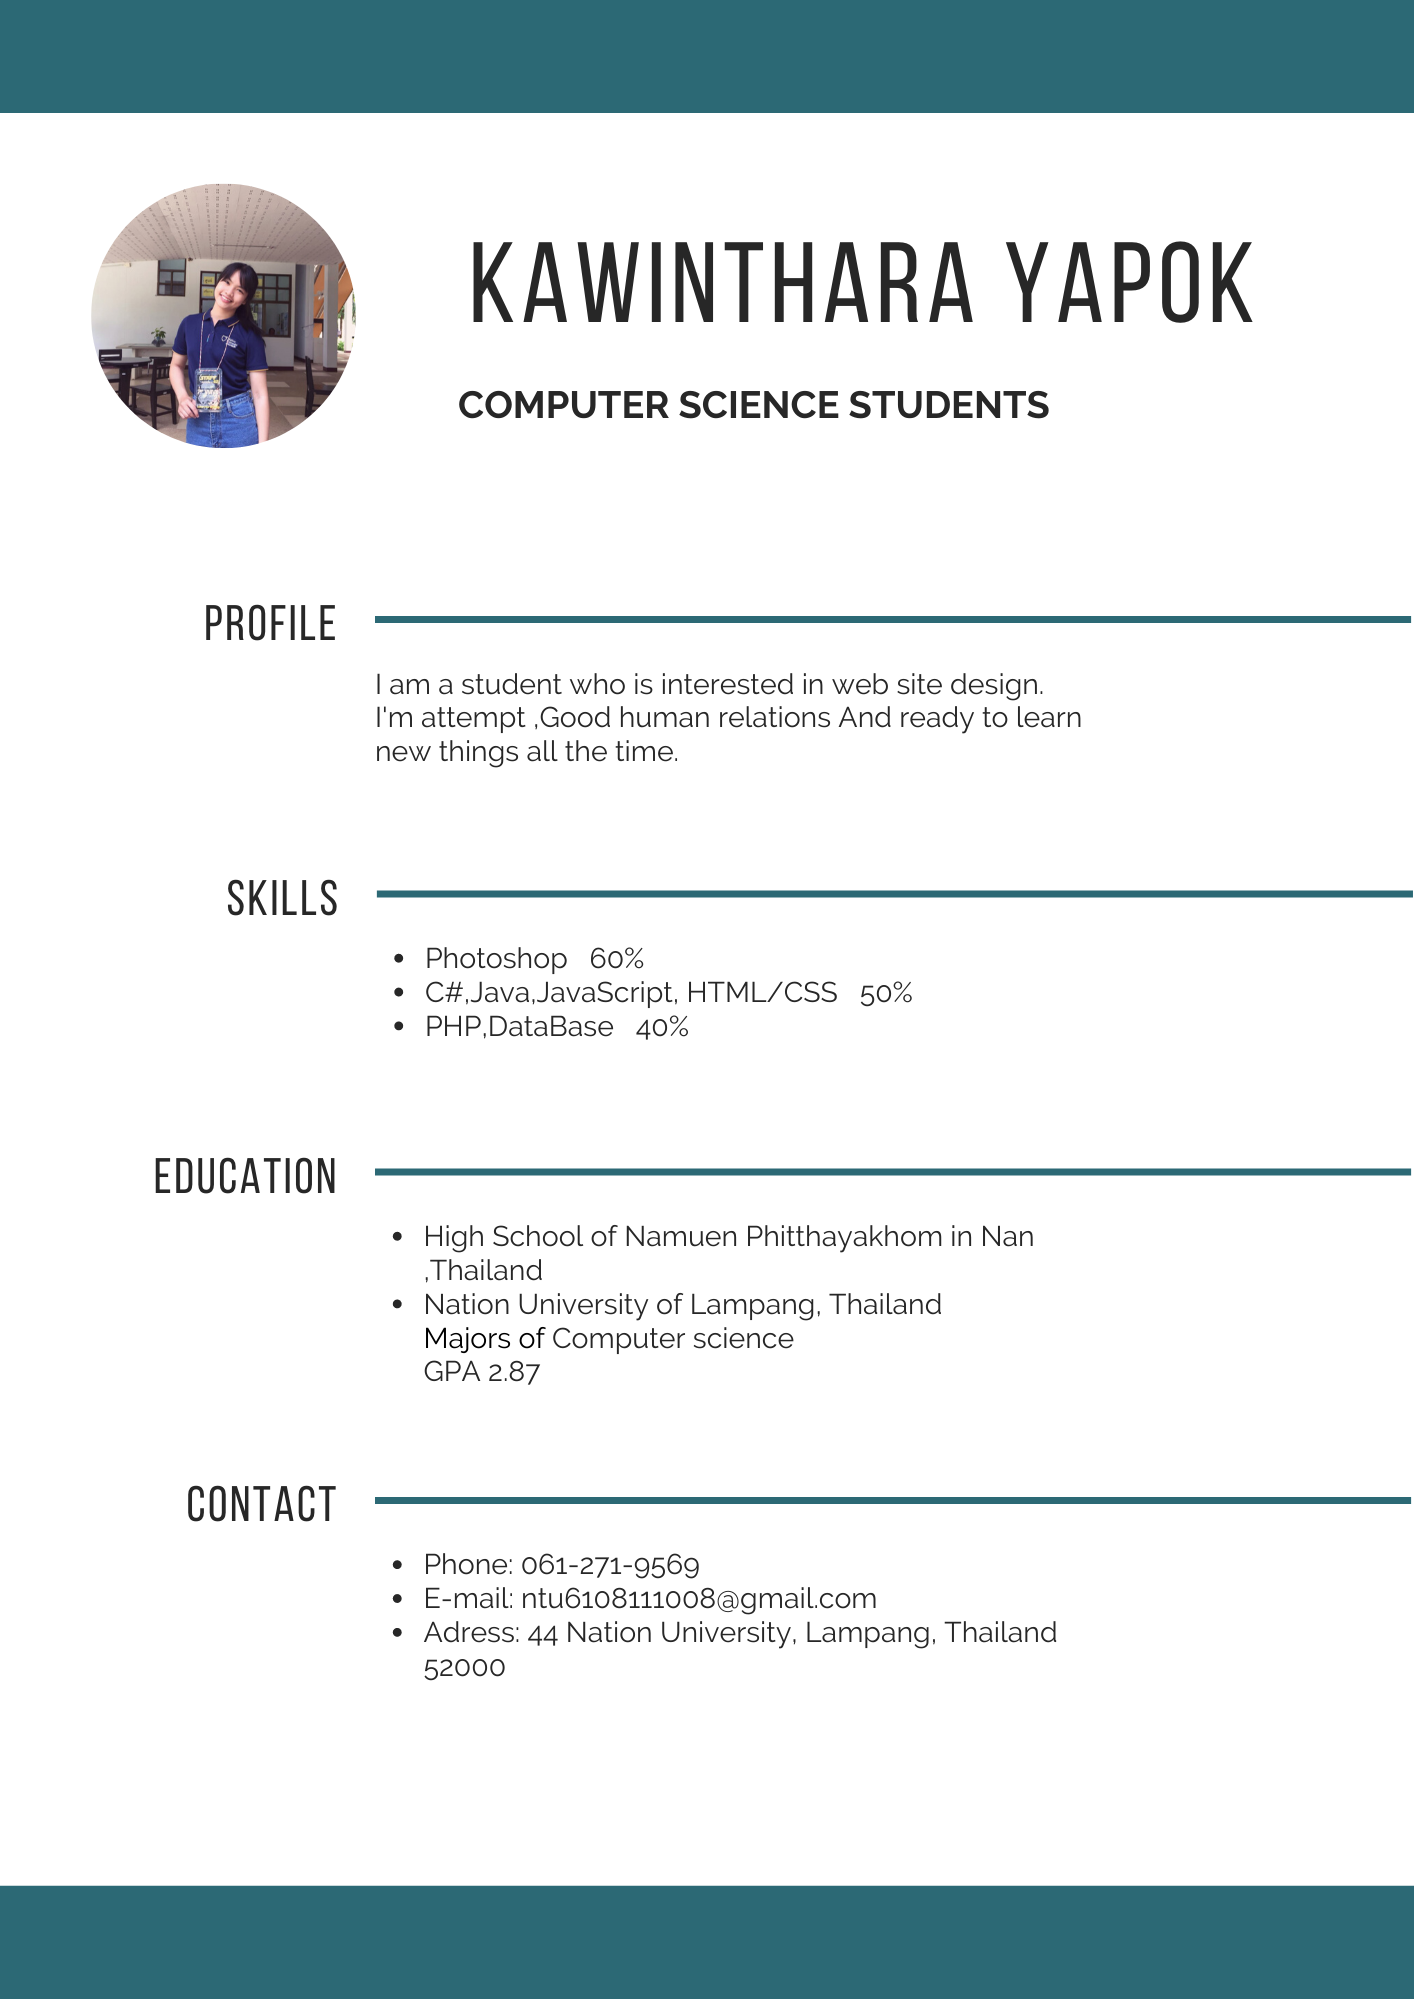 KAWINTHARA YAPOK
COMPUTER SCIENCE STUDENTS
PROFILE
I am a student who is interested in web site design.
I'm attempt ,Good human relations And ready to learn
new things all the time.
SKILLS
• Photoshop 60%
• C#,Java,JavaScript, HTML/CSS 50%
• PHP,DataBase 40%
EDUCATION
• High School of Namuen Phitthayakhom in Nan
,Thailand
• Nation University of Lampang, Thailand
Majors of Computer science
GPA 2.87
CONTACT
• Phone: 061-271-9569
• E-mail: ntu6108111008@gmail.com
• Adress: 44 Nation University, Lampang, Thailand
52000